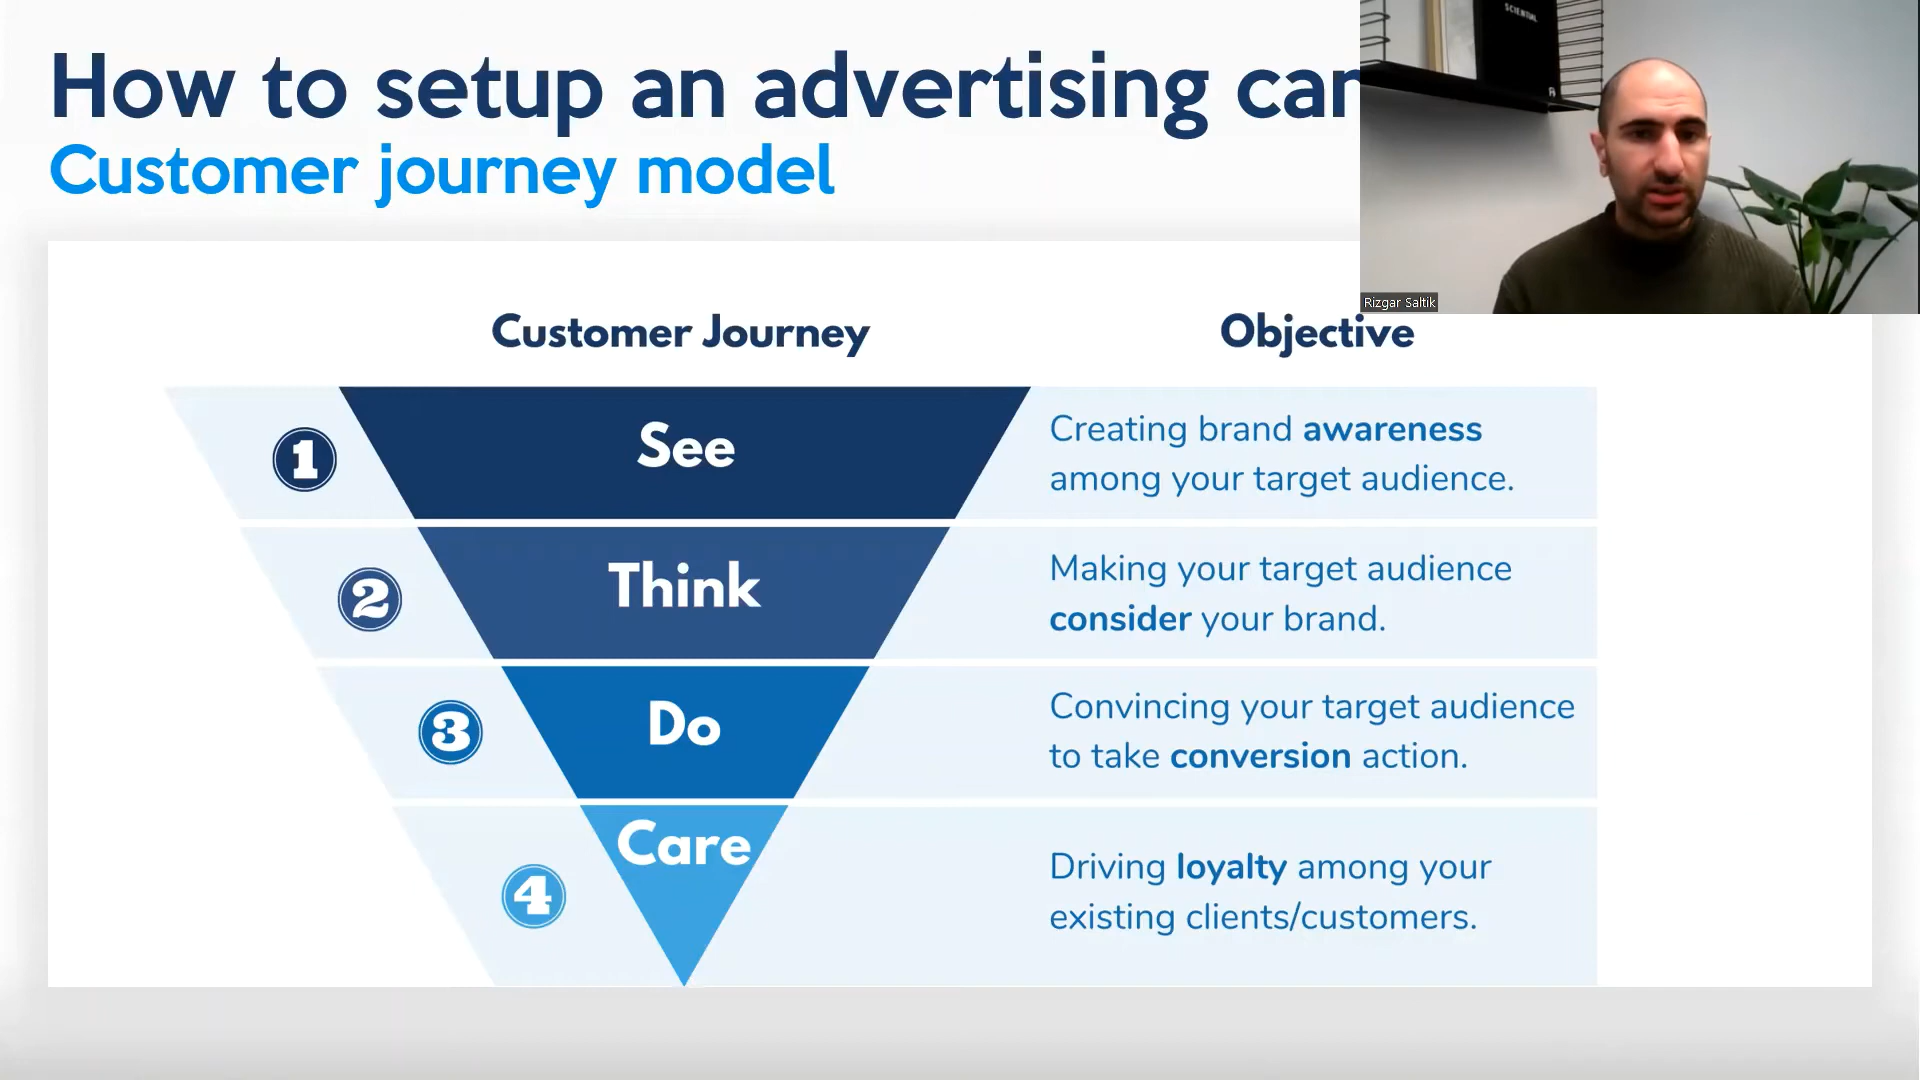 How to setup an advertising
Customer journey model
SCIENTIAL
Rizgar Saltik
Customer Journey
Objective
1
See
Creating brand awareness
among your target audience.
2
Think
Making your target audience
consider your brand.
3
Do
Convincing your target audience
to take conversion action.
4
Care
Driving loyalty among your
existing clients/customers.